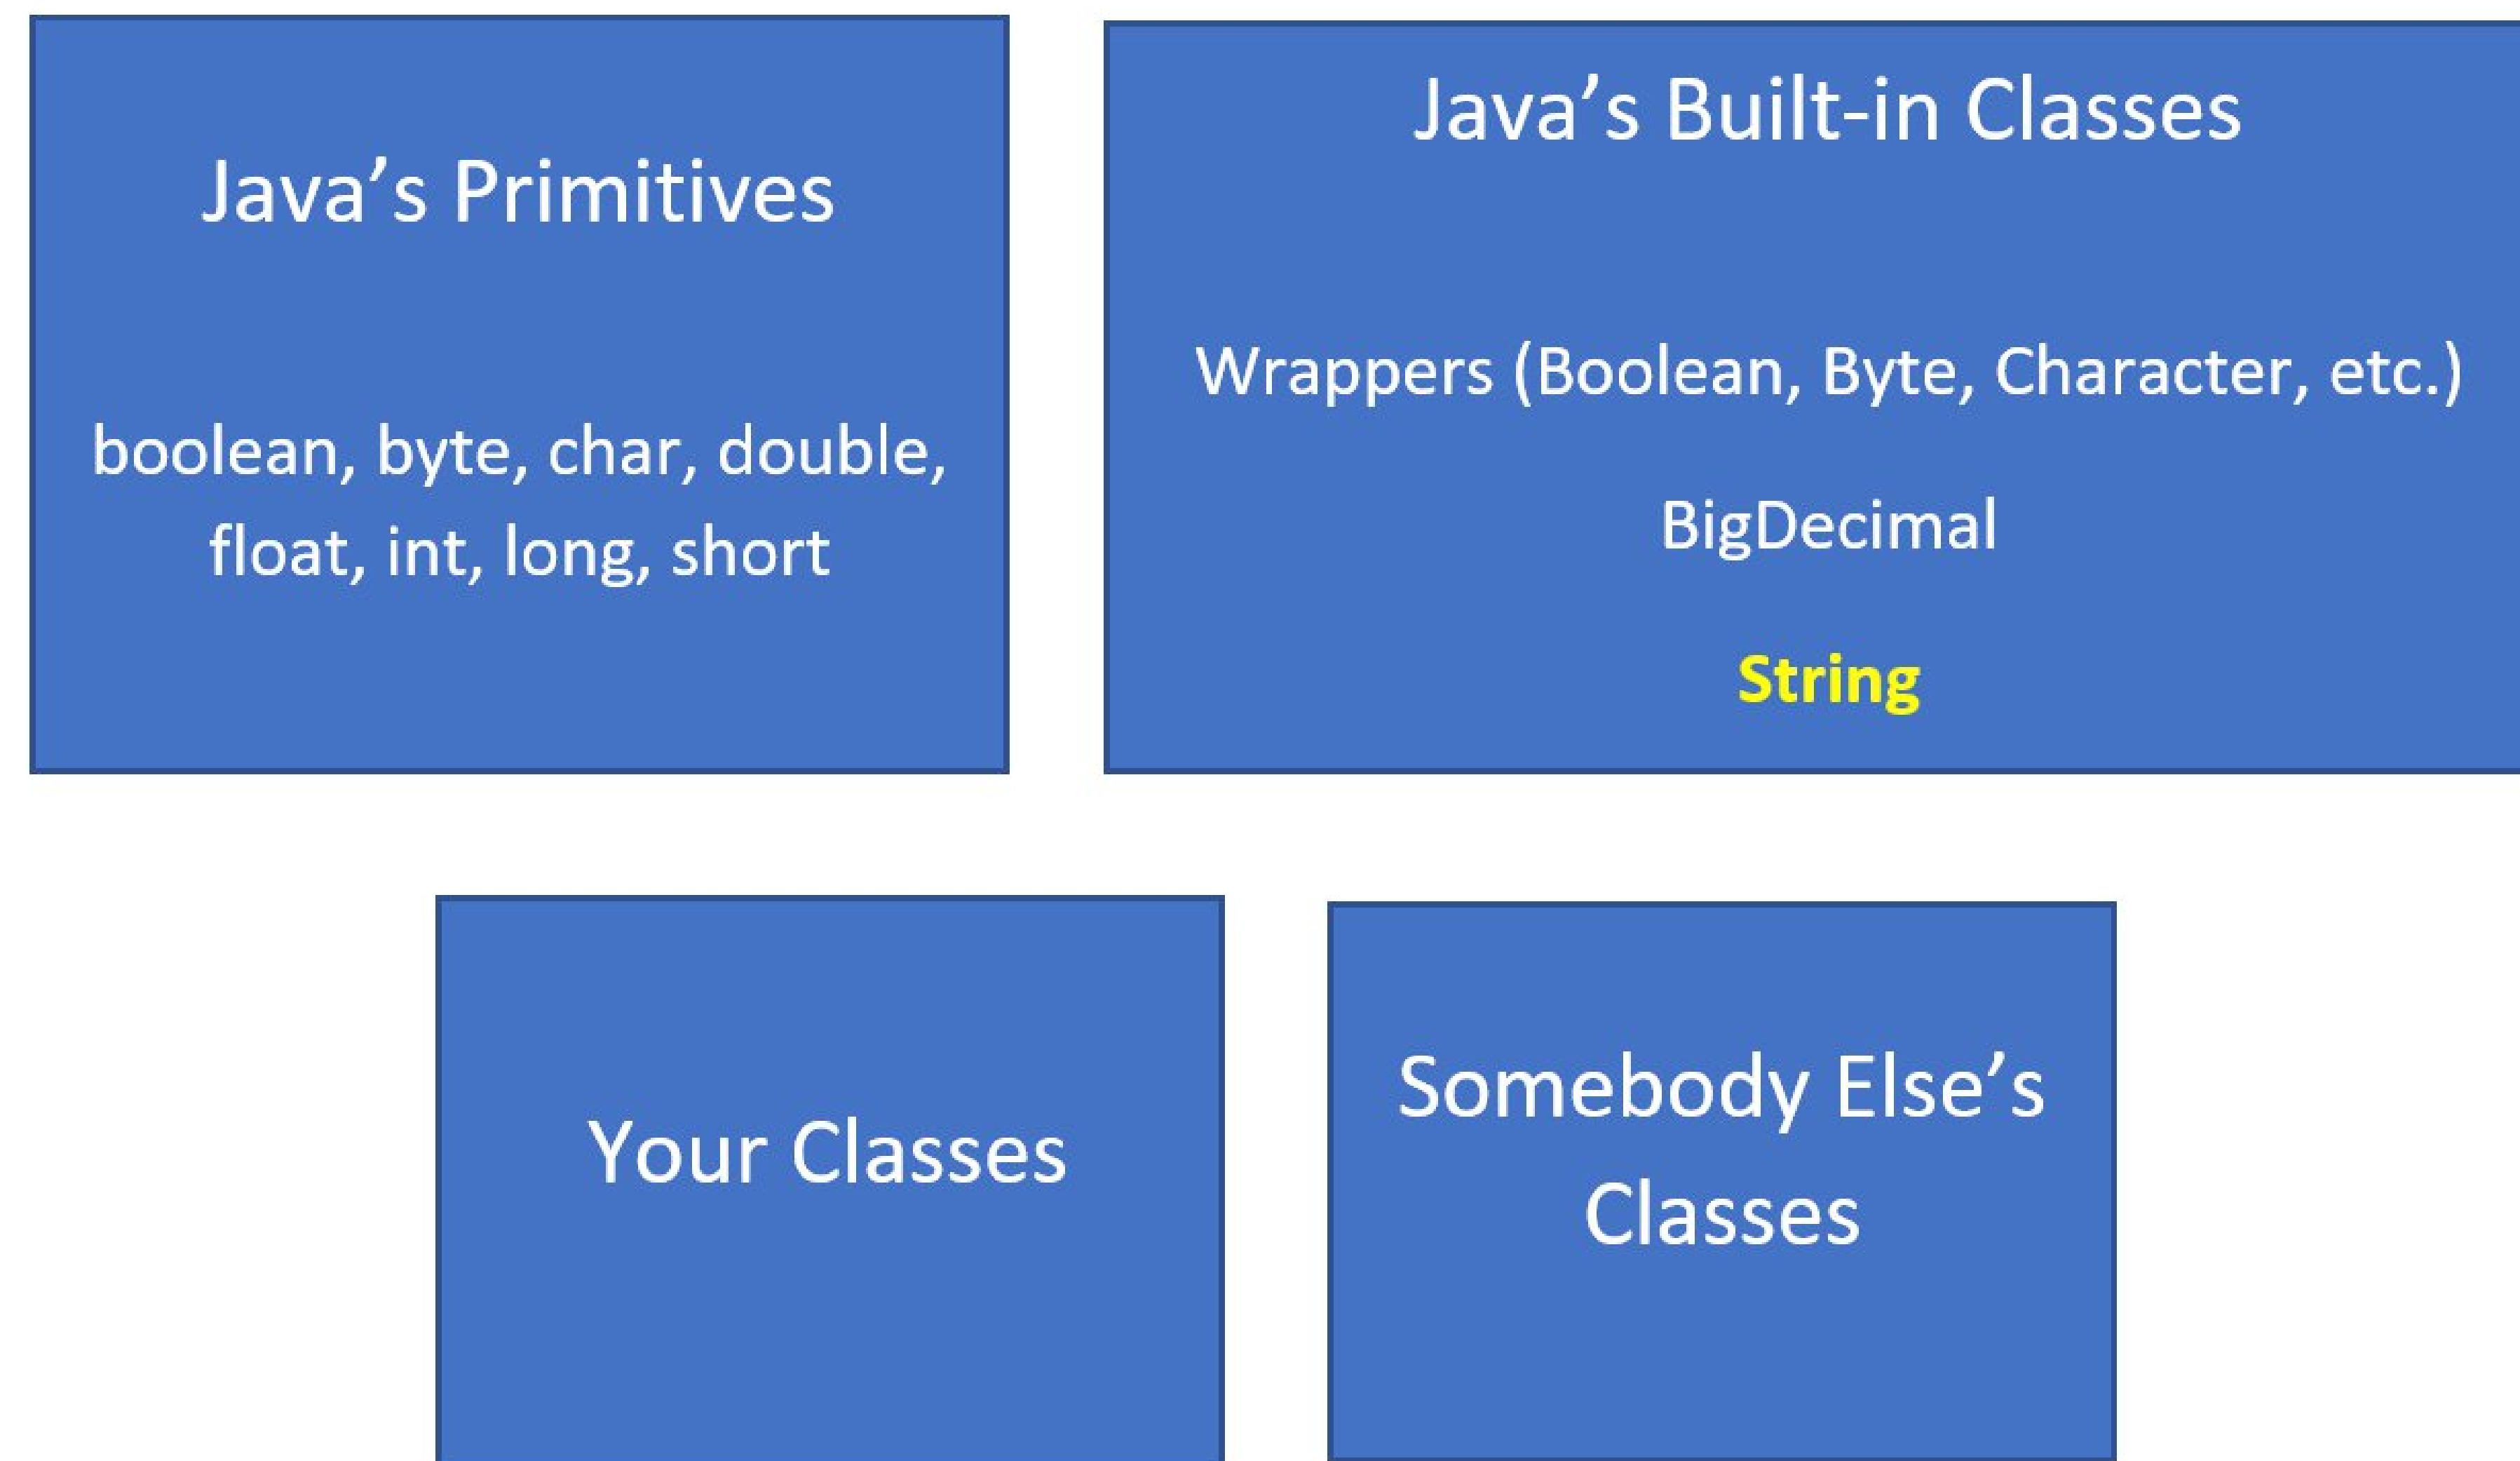 Java’s Primitives
boolean, byte, char, double,
float, int, long, short
Java’s Built-in Classes
Wrappers (Boolean, Byte, Character, etc.)
BigDecimal
String
Your Classes
Somebody Else’s
Classes